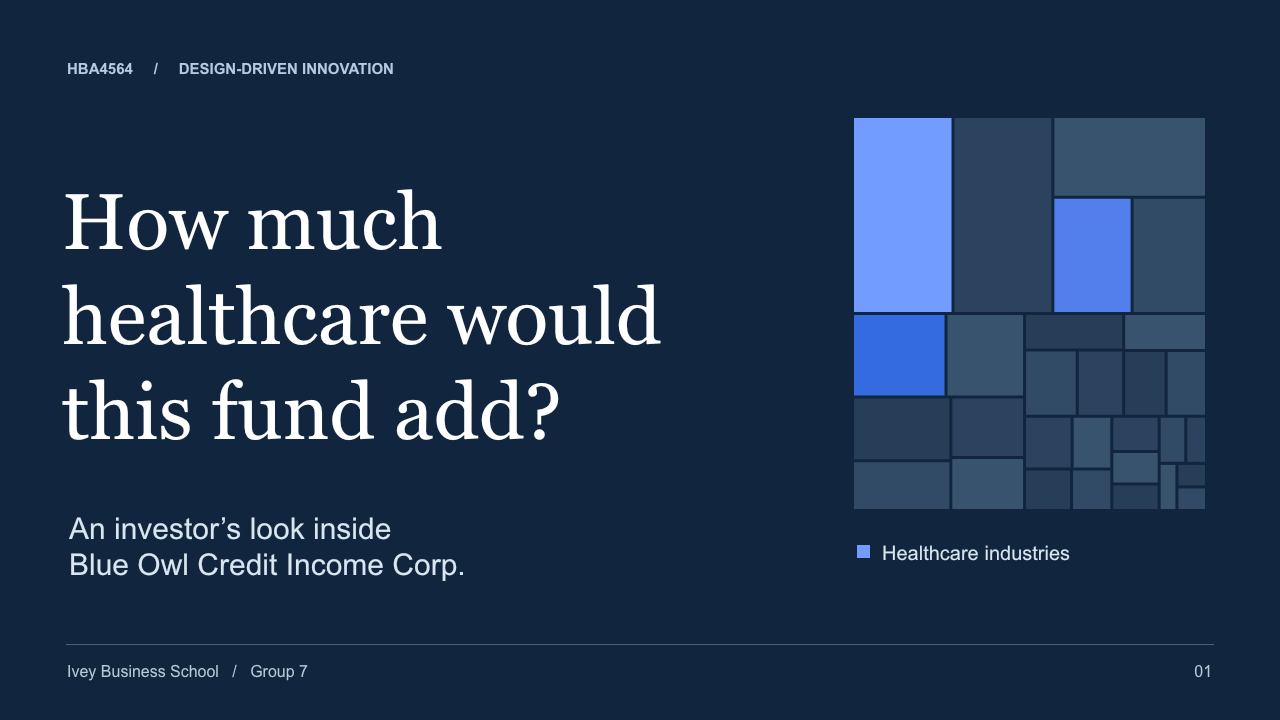 HBA4564 / DESIGN-DRIVEN INNOVATION
How much
healthcare would
this fund add?
An investor’s look inside
Blue Owl Credit Income Corp.
Healthcare industries
Ivey Business School / Group 7
01